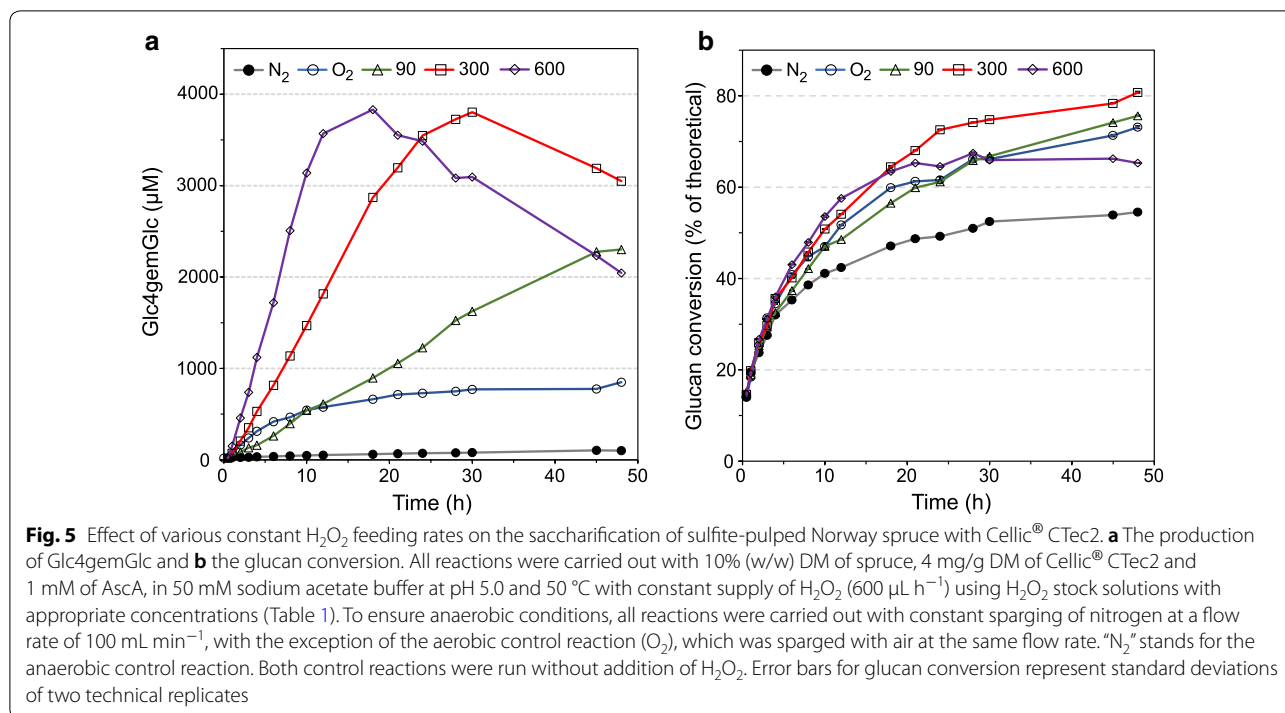 a
N₂ O₂ 90 300 600
4000
3000
2000
1000
0
Glc4gemGlc (µM)
0 10 20 30 40 50
Time (h)
b
N₂ O₂ 90 300 600
80
60
40
20
0
Glucan conversion (% of theoretical)
0 10 20 30 40 50
Time (h)
Fig. 5 Effect of various constant H₂O₂ feeding rates on the saccharification of sulfite-pulped Norway spruce with Cellic® CTec2. a The production
of Glc4gemGlc and b the glucan conversion. All reactions were carried out with 10% (w/w) DM of spruce, 4 mg/g DM of Cellic® CTec2 and
1 mM of AscA, in 50 mM sodium acetate buffer at pH 5.0 and 50 °C with constant supply of H₂O₂ (600 µL h⁻¹) using H₂O₂ stock solutions with
appropriate concentrations (Table 1). To ensure anaerobic conditions, all reactions were carried out with constant sparging of nitrogen at a flow
rate of 100 mL min⁻¹, with the exception of the aerobic control reaction (O₂), which was sparged with air at the same flow rate. “N₂” stands for the
anaerobic control reaction. Both control reactions were run without addition of H₂O₂. Error bars for glucan conversion represent standard deviations
of two technical replicates